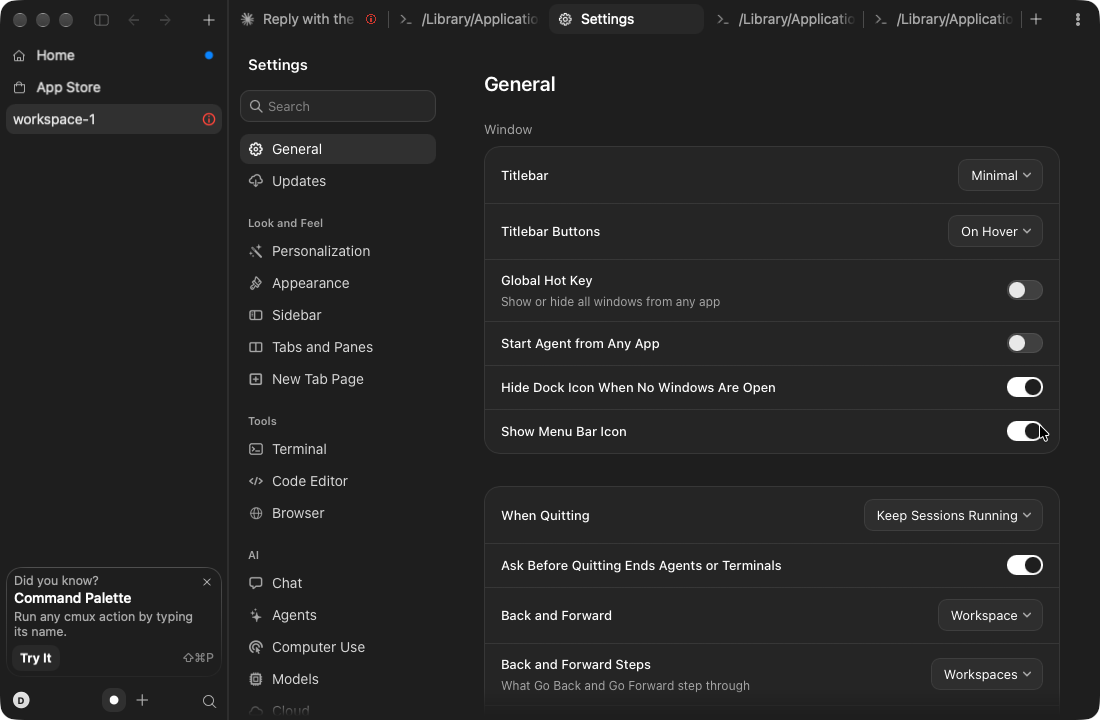 Reply with the
/Library/Applicatio
Settings
/Library/Applicatio
/Library/Applicatio
Home
App Store
workspace-1
Did you know?
Command Palette
Run any cmux action by typing
its name.
Try It
⇧⌘P
D
Settings
Search
General
Updates
Look and Feel
Personalization
Appearance
Sidebar
Tabs and Panes
New Tab Page
Tools
Terminal
Code Editor
Browser
AI
Chat
Agents
Computer Use
Models
Cloud
General
Window
Titlebar
Minimal
Titlebar Buttons
On Hover
Global Hot Key
Show or hide all windows from any app
Start Agent from Any App
Hide Dock Icon When No Windows Are Open
Show Menu Bar Icon
When Quitting
Keep Sessions Running
Ask Before Quitting Ends Agents or Terminals
Back and Forward
Workspace
Back and Forward Steps
Workspaces
What Go Back and Go Forward step through